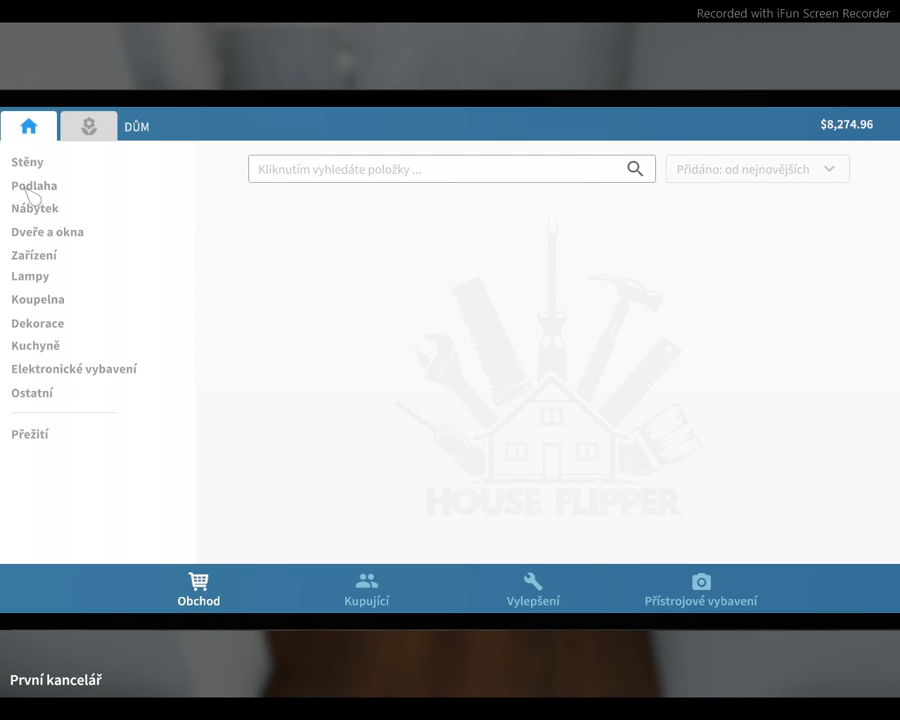 Recorded with iFun Screen Recorder
DŮM
$8,274.96
Stěny
Podlaha
Nábytek
Dveře a okna
Zařízení
Lampy
Koupelna
Dekorace
Kuchyně
Elektronické vybavení
Ostatní
Přežití
Kliknutím vyhledáte položky ...
Přidáno: od nejnovějších
HOUSE FLIPPER
Obchod
Kupující
Vylepšení
Přístrojové vybavení
První kancelář